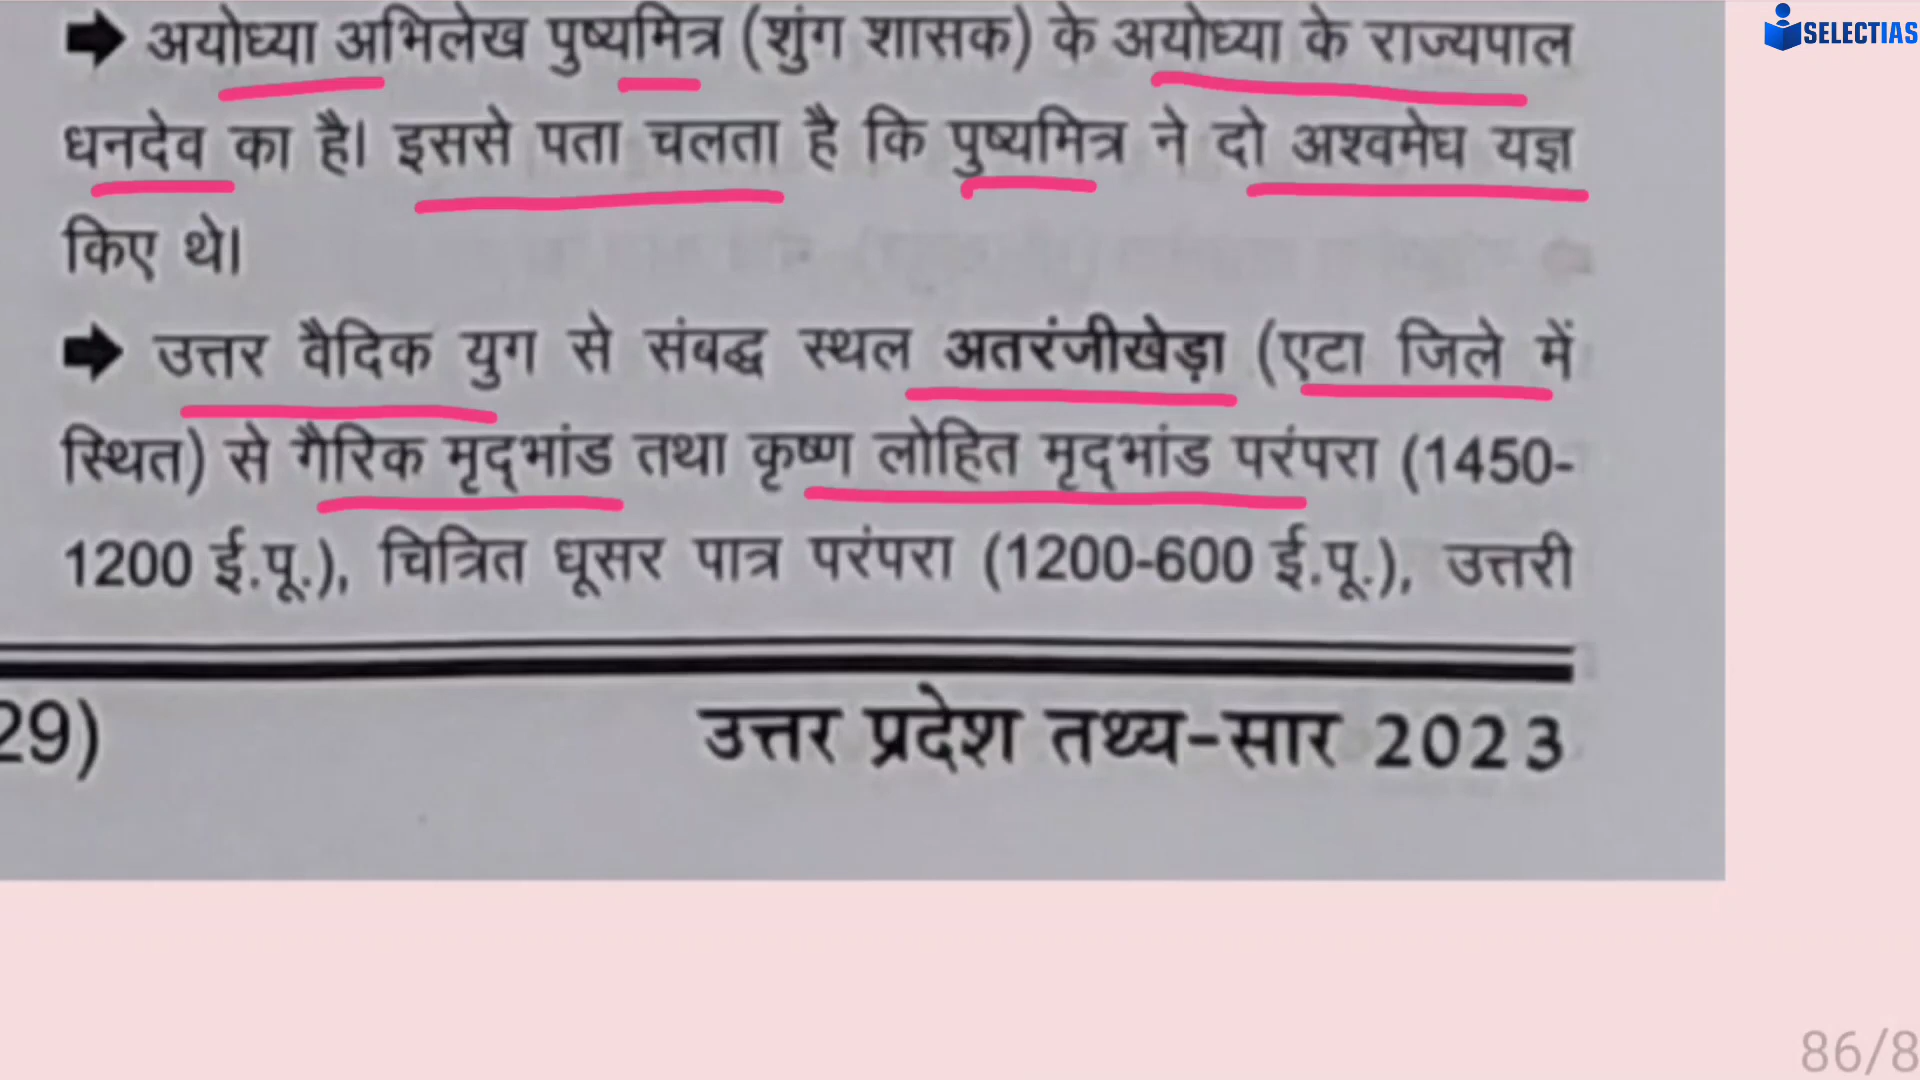 SELECTIAS
➡ अयोध्या अभिलेख पुष्यमित्र (शुंग शासक) के अयोध्या के राज्यपाल
धनदेव का है। इससे पता चलता है कि पुष्यमित्र ने दो अश्वमेध यज्ञ
किए थे।
➡ उत्तर वैदिक युग से संबद्ध स्थल अतरंजीखेड़ा (एटा जिले में
स्थित) से गैरिक मृद्भांड तथा कृष्ण लोहित मृद्भांड परंपरा (1450-
1200 ई.पू.), चित्रित धूसर पात्र परंपरा (1200-600 ई.पू.), उत्तरी
29) उत्तर प्रदेश तथ्य-सार 2023
86/8